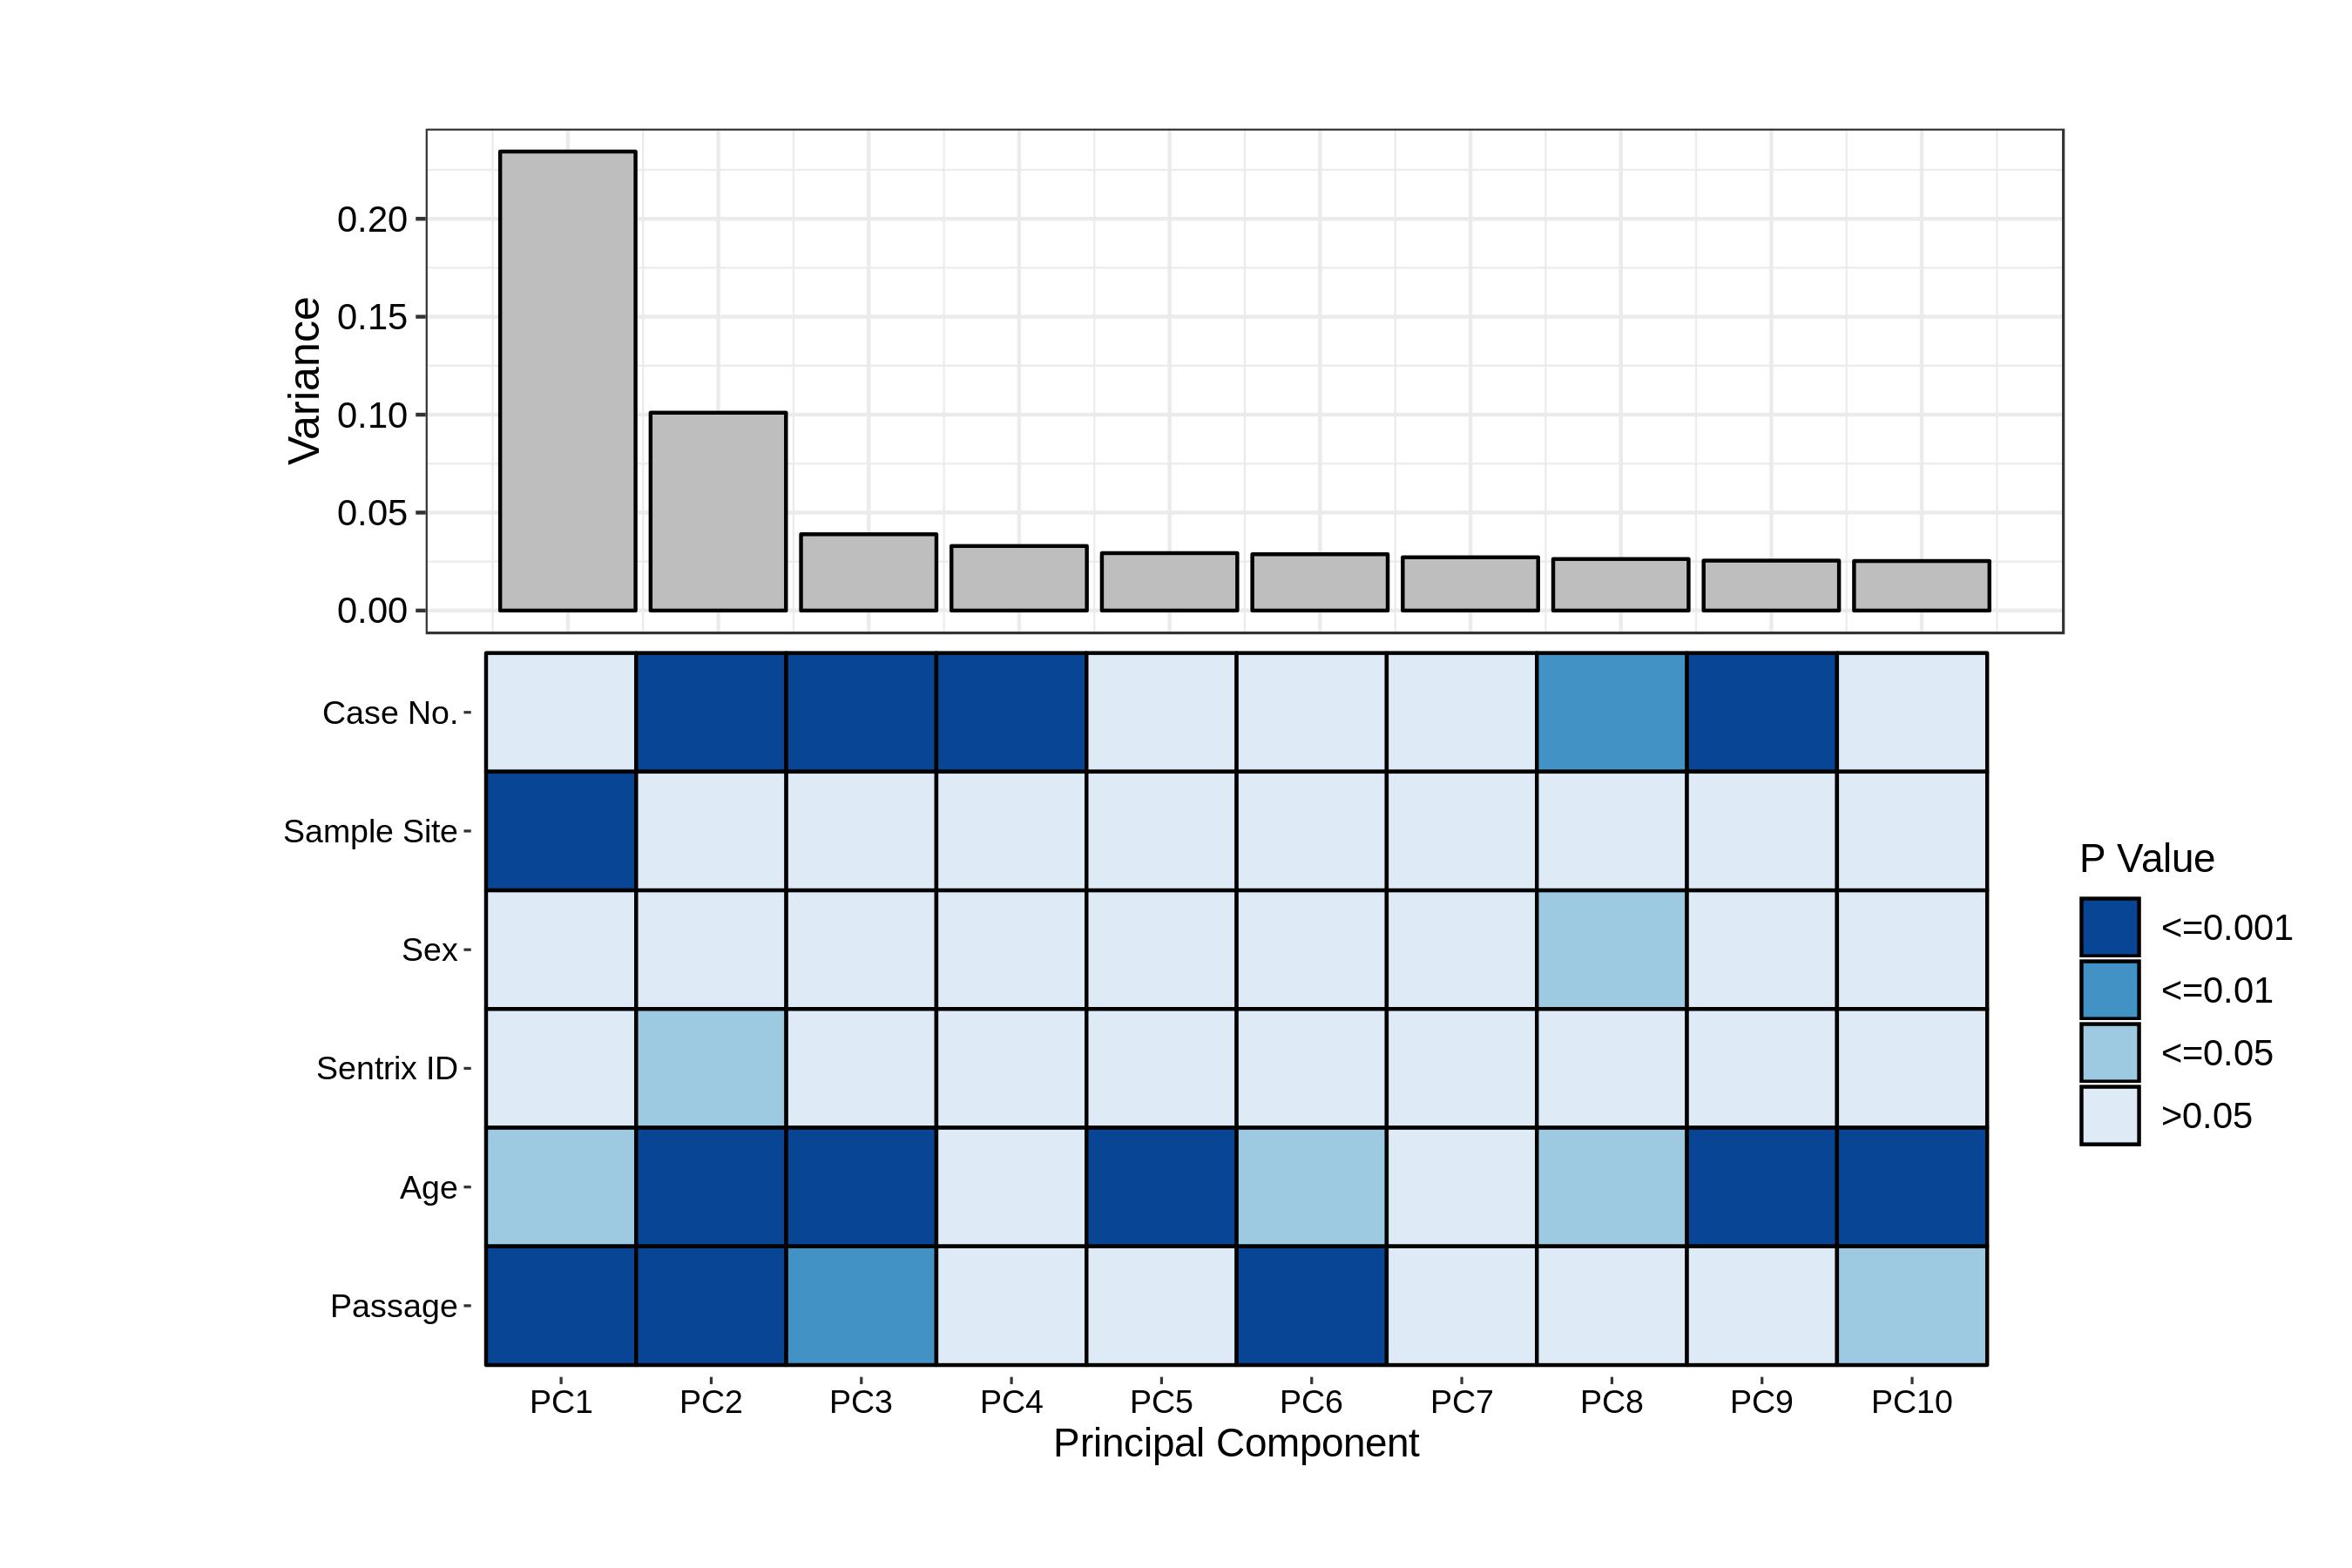 Variance
0.20
0.15
0.10
0.05
0.00
Case No.
Sample Site
Sex
Sentrix ID
Age
Passage
PC1 PC2 PC3 PC4 PC5 PC6 PC7 PC8 PC9 PC10
Principal Component
P Value
<=0.001
<=0.01
<=0.05
>0.05